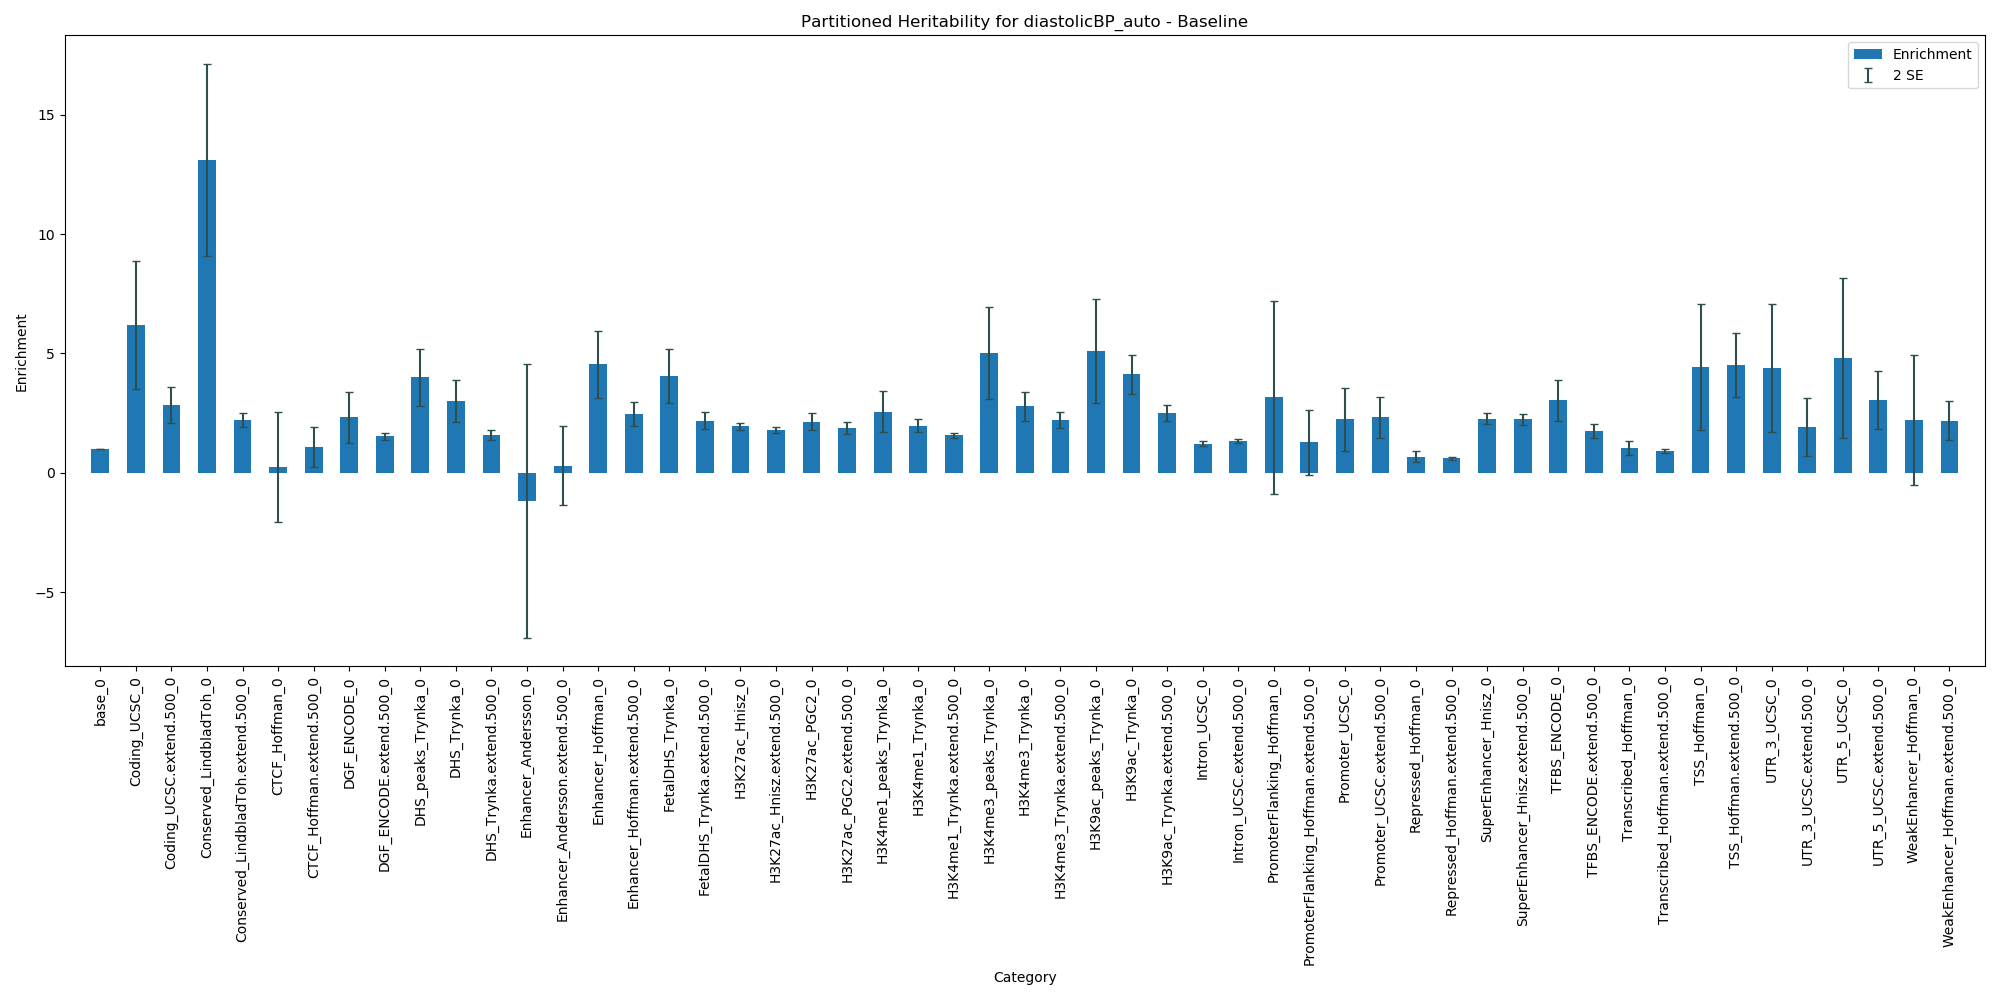 Partitioned Heritability for diastolicBP_auto - Baseline
Enrichment
2 SE
15
10
5
0
−5
Enrichment
base_0
Coding_UCSC_0
Coding_UCSC.extend.500_0
Conserved_LindbladToh_0
Conserved_LindbladToh.extend.500_0
CTCF_Hoffman_0
CTCF_Hoffman.extend.500_0
DGF_ENCODE_0
DGF_ENCODE.extend.500_0
DHS_peaks_Trynka_0
DHS_Trynka_0
DHS_Trynka.extend.500_0
Enhancer_Andersson_0
Enhancer_Andersson.extend.500_0
Enhancer_Hoffman_0
Enhancer_Hoffman.extend.500_0
FetalDHS_Trynka_0
FetalDHS_Trynka.extend.500_0
H3K27ac_Hnisz_0
H3K27ac_Hnisz.extend.500_0
H3K27ac_PGC2_0
H3K27ac_PGC2.extend.500_0
H3K4me1_peaks_Trynka_0
H3K4me1_Trynka_0
H3K4me1_Trynka.extend.500_0
H3K4me3_peaks_Trynka_0
H3K4me3_Trynka_0
H3K4me3_Trynka.extend.500_0
H3K9ac_peaks_Trynka_0
H3K9ac_Trynka_0
H3K9ac_Trynka.extend.500_0
Intron_UCSC_0
Intron_UCSC.extend.500_0
PromoterFlanking_Hoffman_0
PromoterFlanking_Hoffman.extend.500_0
Promoter_UCSC_0
Promoter_UCSC.extend.500_0
Repressed_Hoffman_0
Repressed_Hoffman.extend.500_0
SuperEnhancer_Hnisz_0
SuperEnhancer_Hnisz.extend.500_0
TFBS_ENCODE_0
TFBS_ENCODE.extend.500_0
Transcribed_Hoffman_0
Transcribed_Hoffman.extend.500_0
TSS_Hoffman_0
TSS_Hoffman.extend.500_0
UTR_3_UCSC_0
UTR_3_UCSC.extend.500_0
UTR_5_UCSC_0
UTR_5_UCSC.extend.500_0
WeakEnhancer_Hoffman_0
WeakEnhancer_Hoffman.extend.500_0
Category